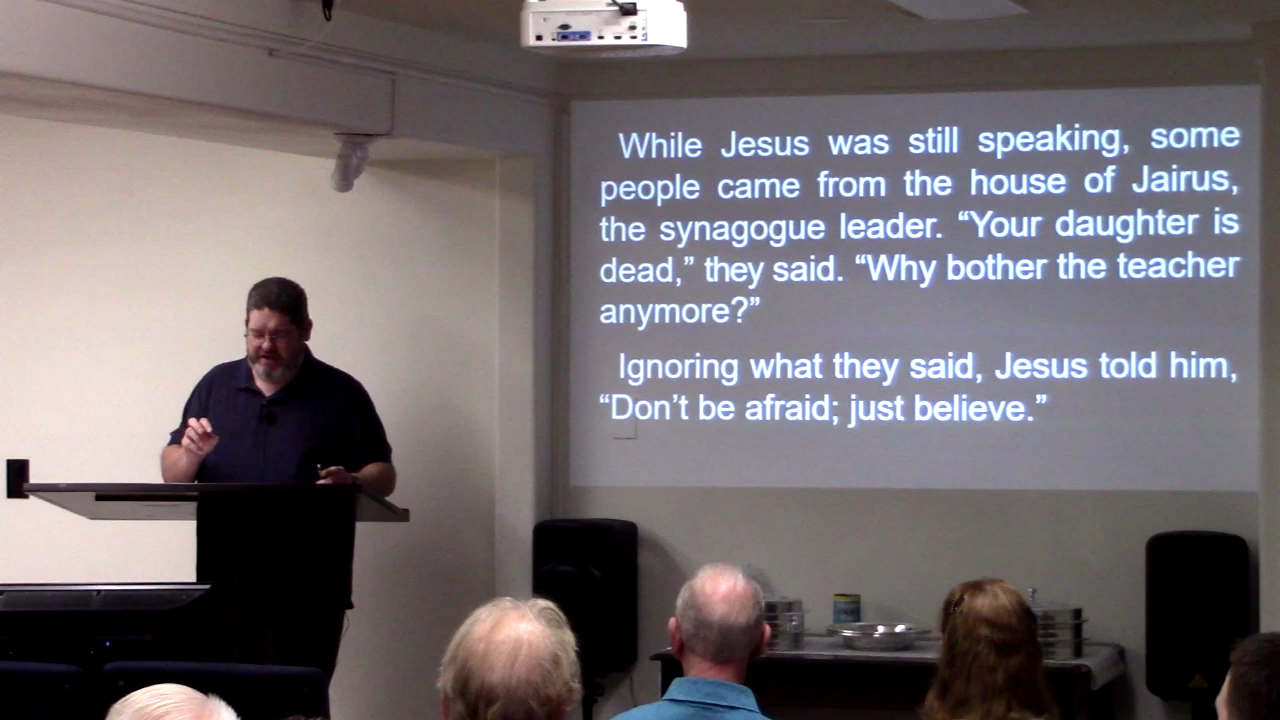 While Jesus was still speaking, some
people came from the house of Jairus,
the synagogue leader. “Your daughter is
dead,” they said. “Why bother the teacher
anymore?”
Ignoring what they said, Jesus told him,
“Don’t be afraid; just believe.”